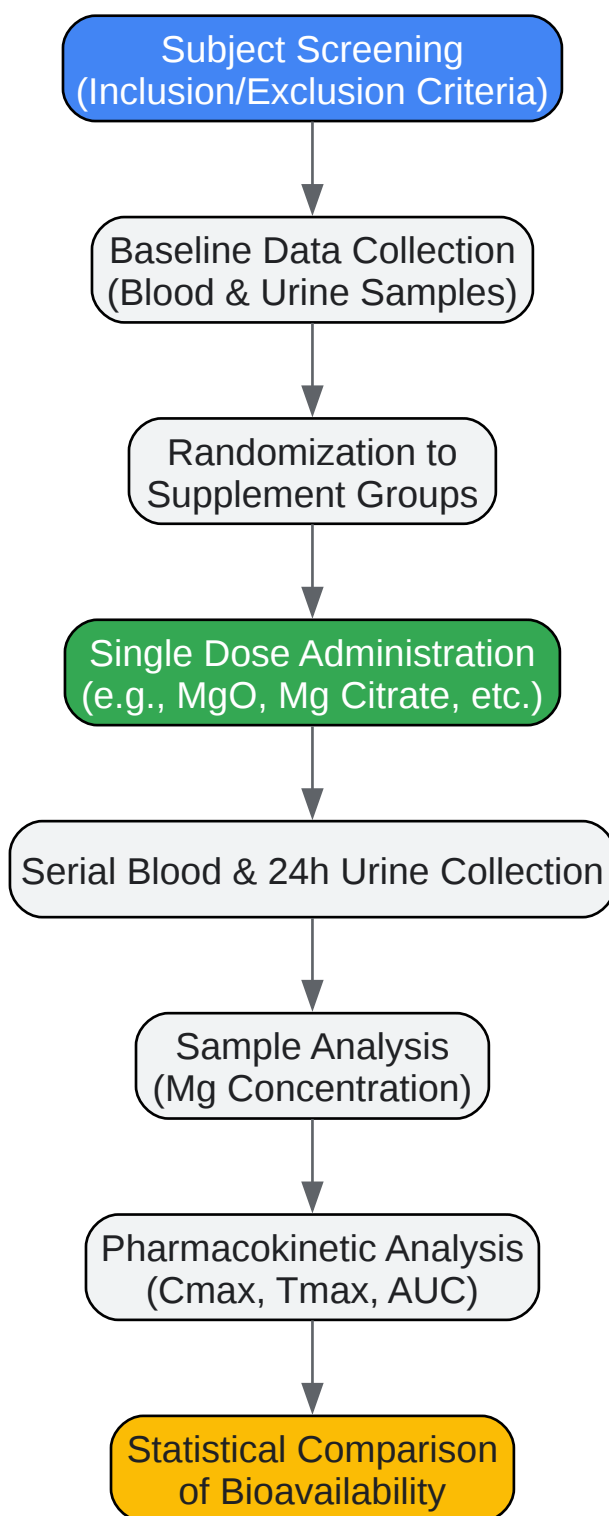 Subject Screening
(Inclusion/Exclusion Criteria)
Baseline Data Collection
(Blood & Urine Samples)
Randomization to
Supplement Groups
Single Dose Administration
(e.g., MgO, Mg Citrate, etc.)
Serial Blood & 24h Urine Collection
Sample Analysis
(Mg Concentration)
Pharmacokinetic Analysis
(Cmax, Tmax, AUC)
Statistical Comparison
of Bioavailability